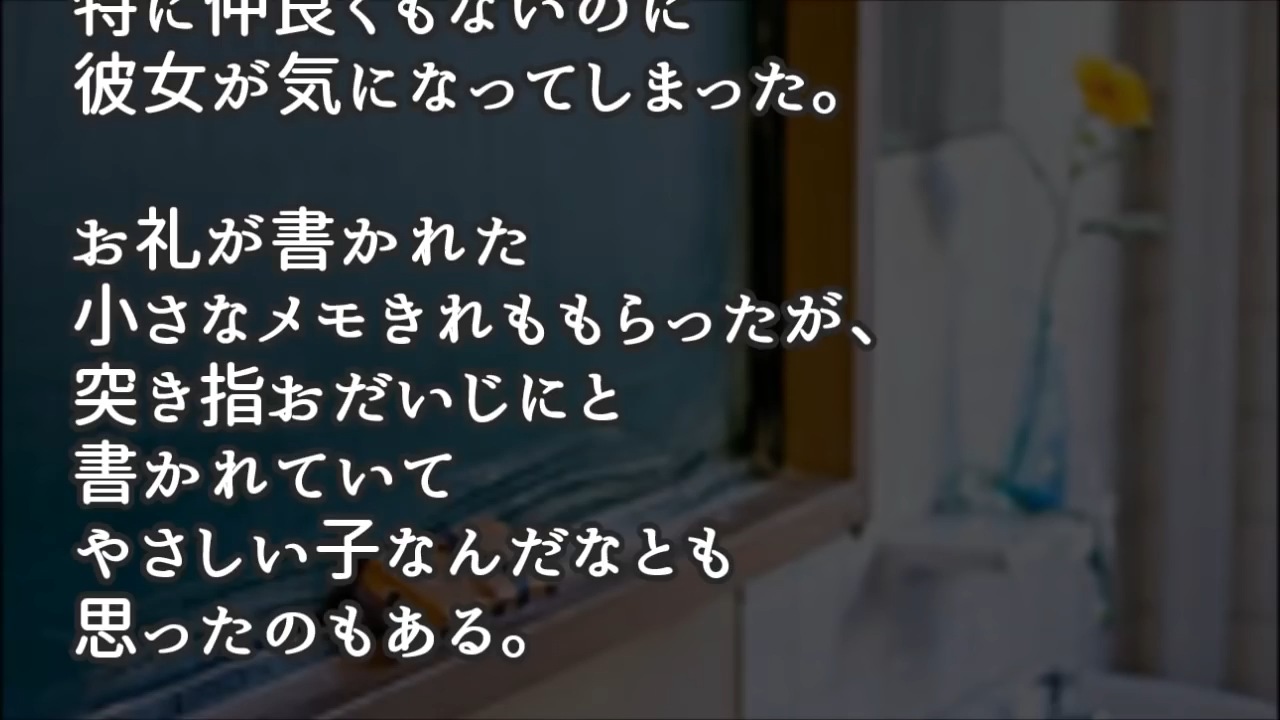 特に仲良くもないのに
彼女が気になってしまった。
お礼が書かれた
小さなメモきれももらったが、
突き指おだいじにと
書かれていて
やさしい子なんだなとも
思ったのもある。